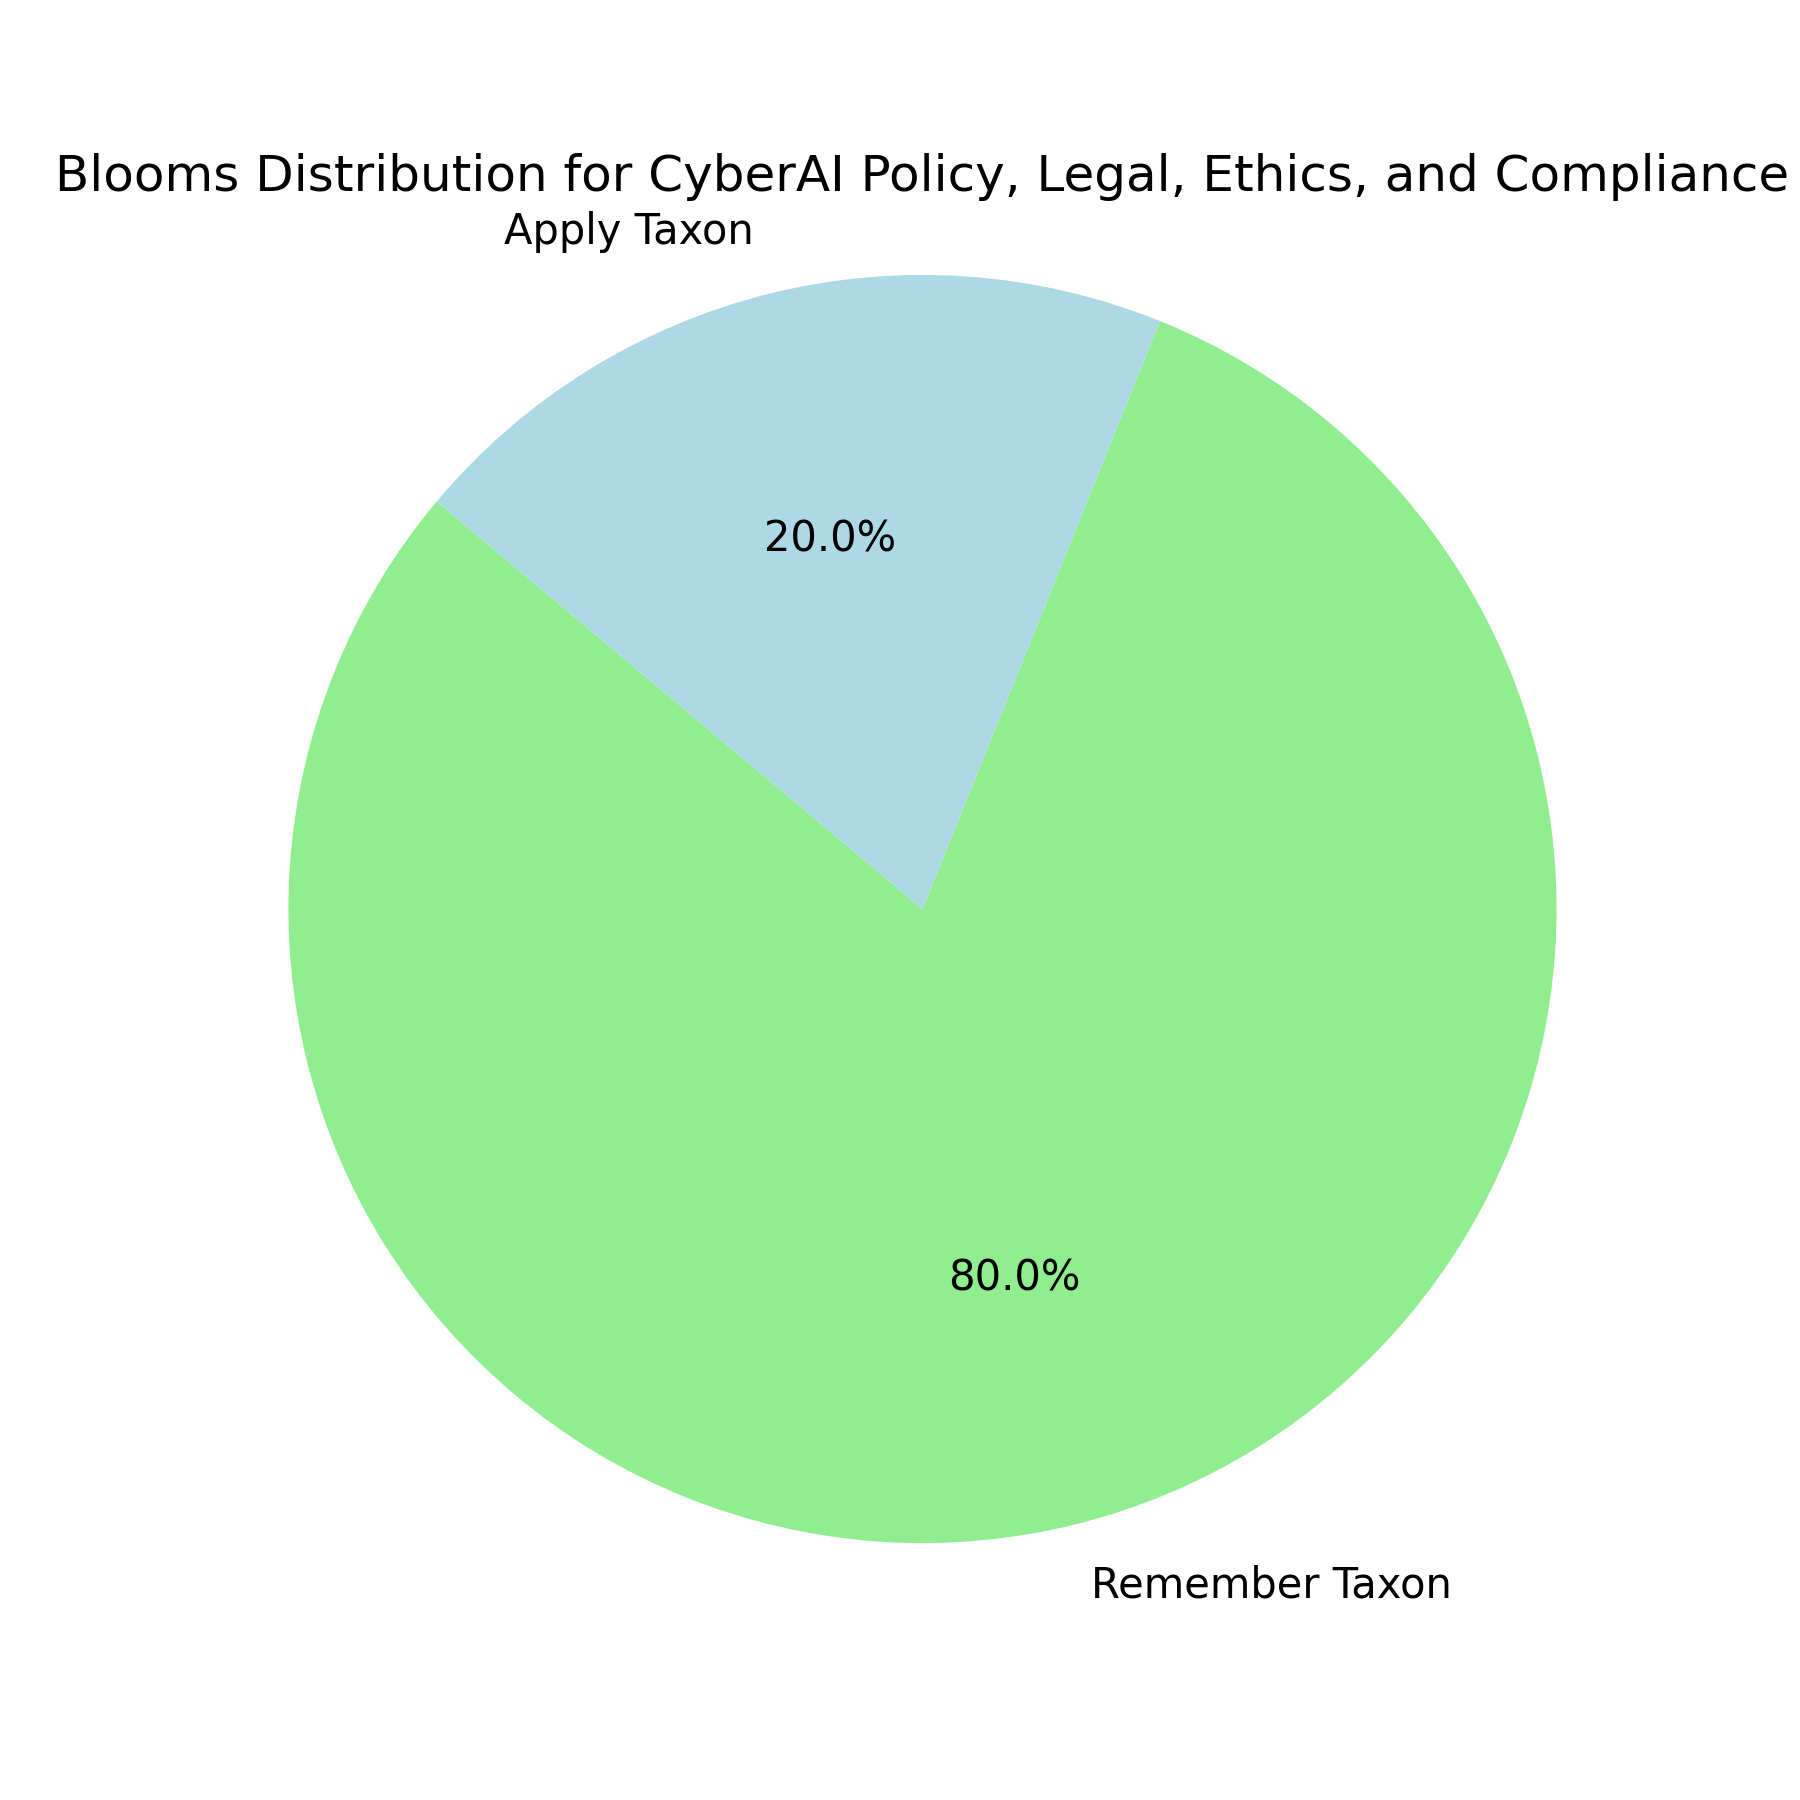 Blooms Distribution for CyberAI Policy, Legal, Ethics, and Compliance
Apply Taxon
20.0%
80.0%
Remember Taxon